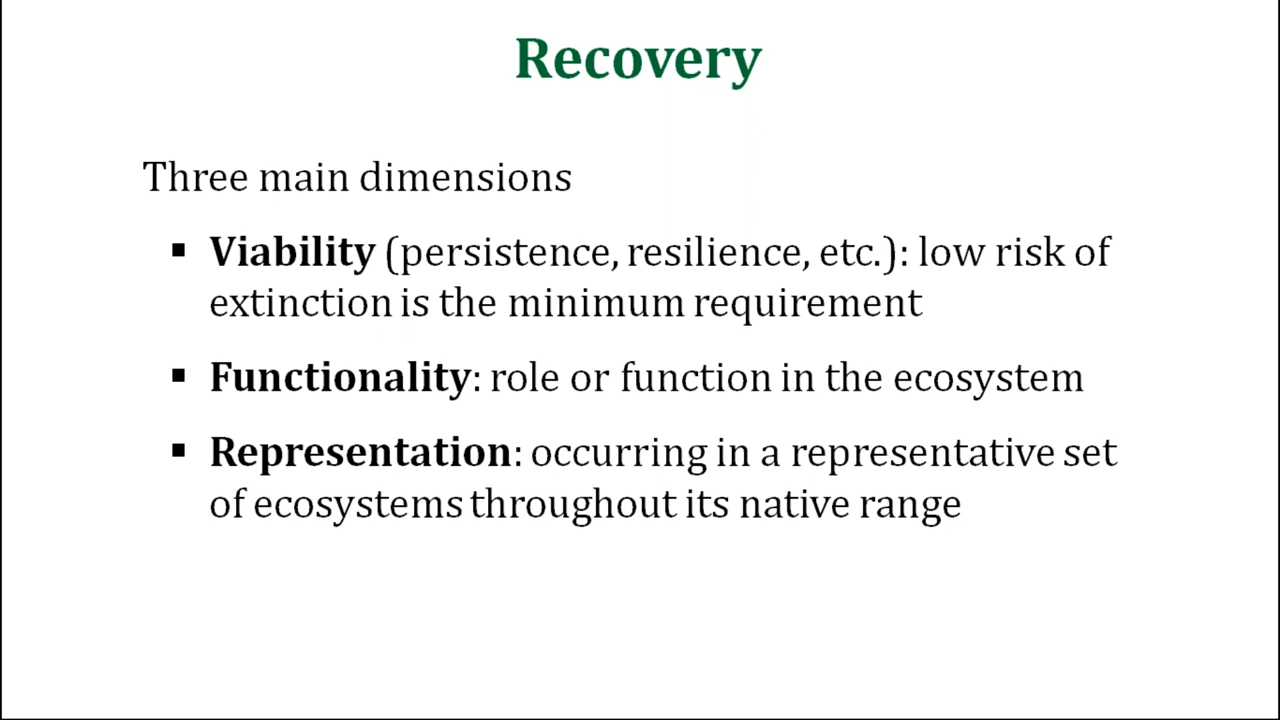 Recovery
Three main dimensions
▪ Viability (persistence, resilience, etc.): low risk of
extinction is the minimum requirement
▪ Functionality: role or function in the ecosystem
▪ Representation: occurring in a representative set
of ecosystems throughout its native range